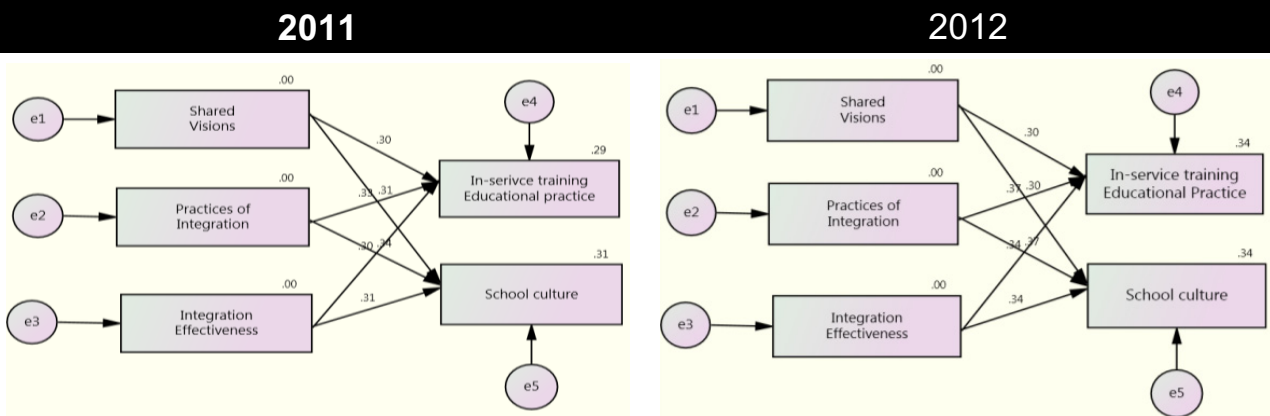 2011
2012
.00
e1
Shared
Visions
e4
.30
.29
In-serivce training
Educational practice
.00
.33
.31
e2
Practices of
Integration
.30
.34
.31
School culture
.00
.31
e3
Integration
Effectiveness
e5
.00
e1
Shared
Visions
e4
.30
.34
In-service training
Educational Practice
.00
.37
.30
e2
Practices of
Integration
.34
.37
.34
School culture
.00
.34
e3
Integration
Effectiveness
e5